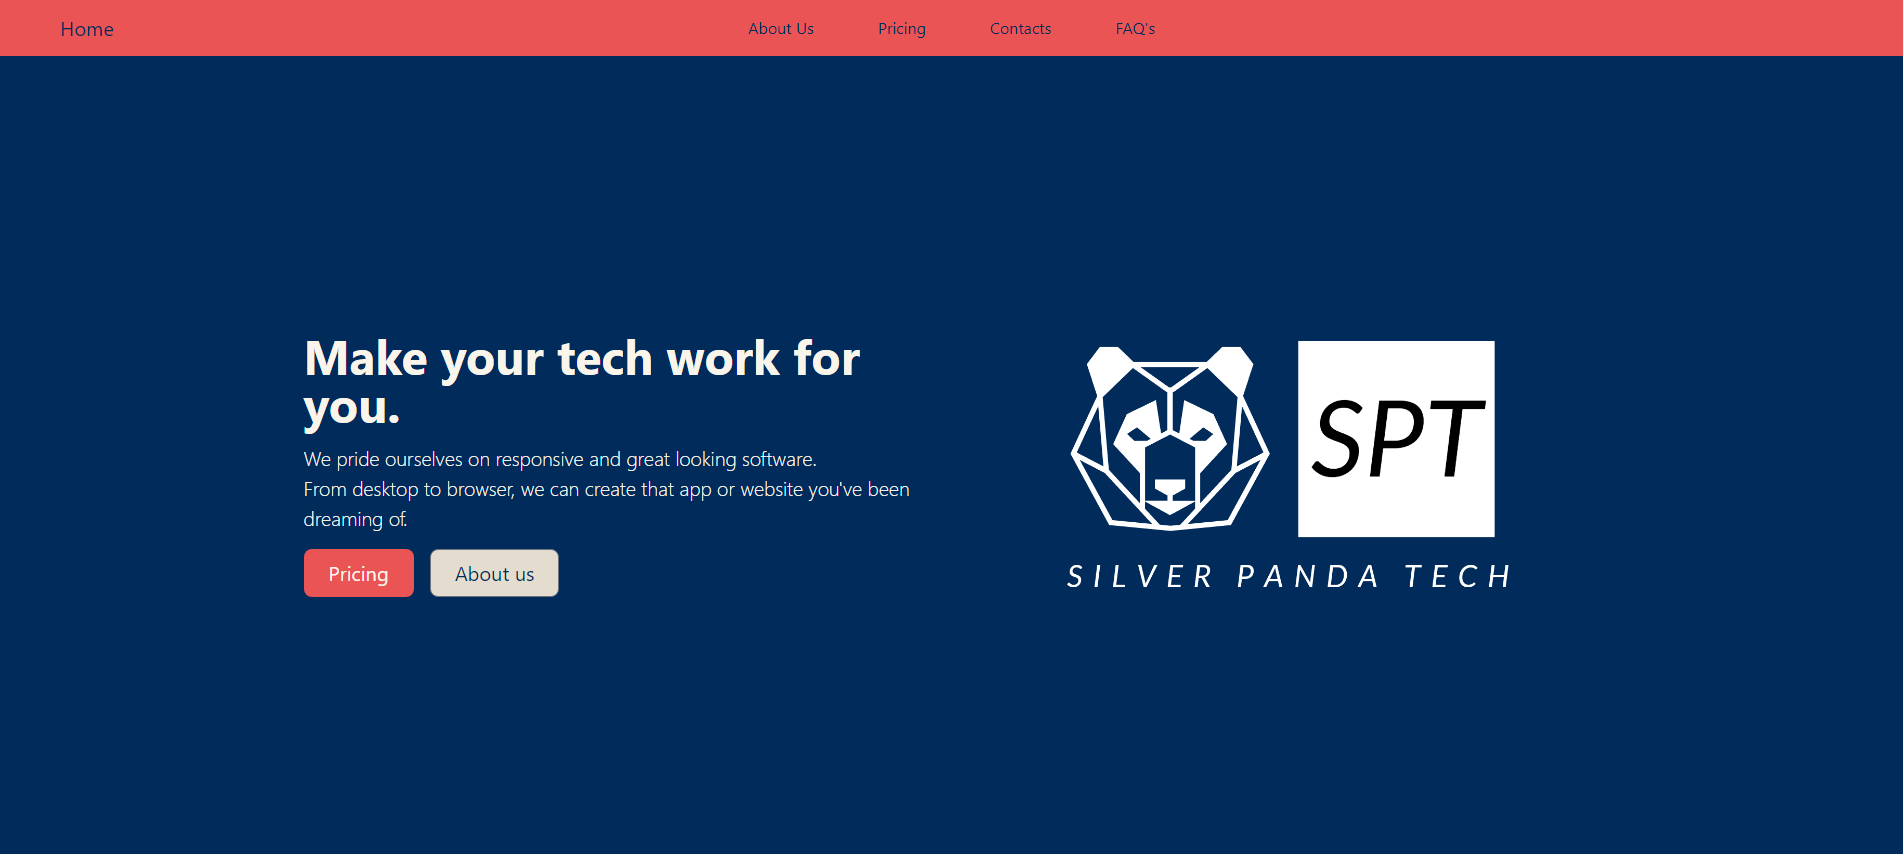 Home
About Us
Pricing
Contacts
FAQ's
Make your tech work for
you.
We pride ourselves on responsive and great looking software.
From desktop to browser, we can create that app or website you've been
dreaming of.
Pricing
About us
SPT
SILVER PANDA TECH